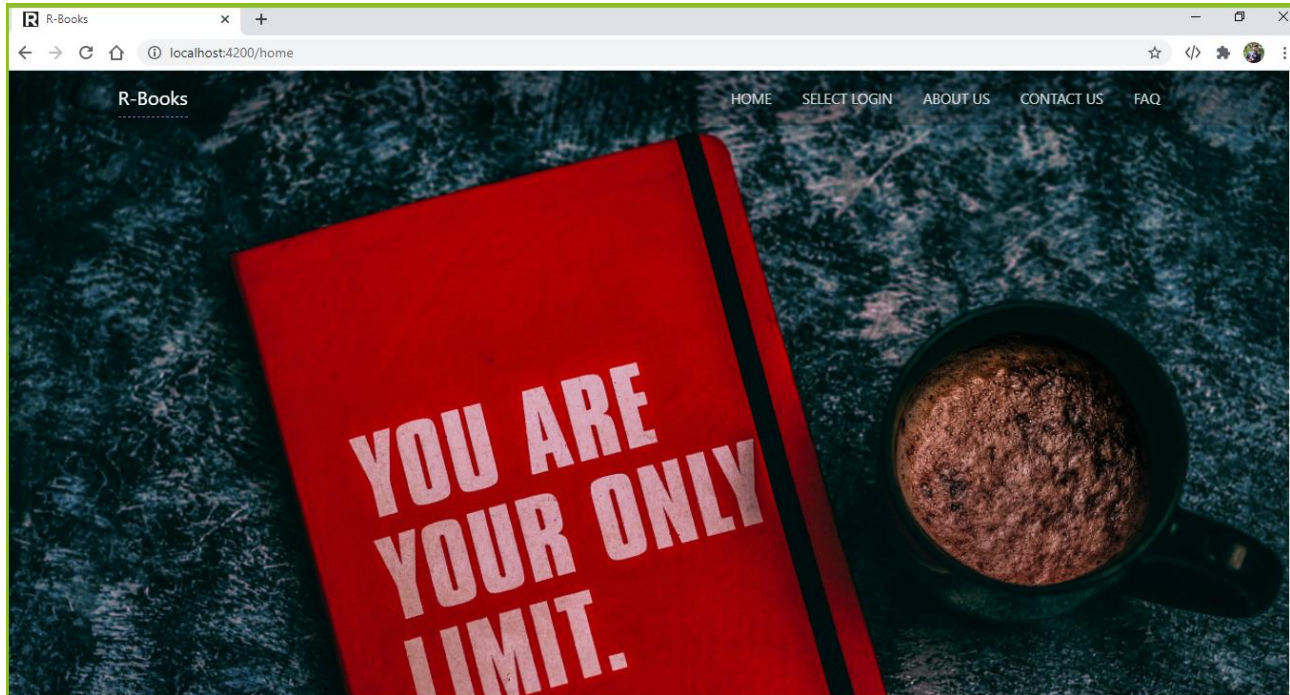 R R-Books
localhost:4200/home
R-Books
HOME SELECT LOGIN ABOUT US CONTACT US FAQ
YOU ARE
YOUR ONLY
LIMIT.